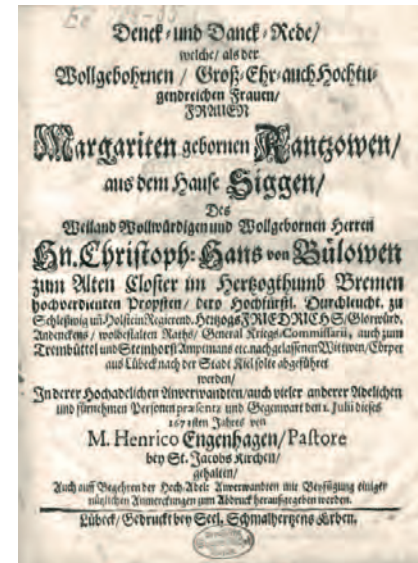 Denck-und Danck-Rede/
welche/ als der
Wollgebohrnen / Groß-Ehr-auch Hochtu-
gendreichen Frauen/
FRAUEN
Margariten gebornen Rantzowen/
aus dem Hause Siggen/
Des
Weiland Wollwürdigen und Wollgebornen Herren
Hn. Christoph: Hans von Bülowen
zum Alten Closter im Hertzogthumb Bremen
hochverdienten Propsten/ dero Hochfürstl. Durchleucht. zu
Schleßwig uñ Holstein Regierend. Hertzogs FRIEDRICHS/ Glorwürd.
Andenckens/ wolbestalten Raths/ General Kriegs-Commissarii, auch zum
Trembüttel und Steinhorst Amptmans etc. nachgelassenen Wittwen/ Cörper
aus Lübeck nach der Stadt Kiel solte abgeführet
werden/
In derer Hochadelichen Anverwandten/ auch vieler anderer Adelichen
und fürnehmen Personen præsentz und Gegenwart den 1. Julii dieses
1671sten Jahres von
M. Henrico Engenhagen/ Pastore
bey St. Jacobs Kirchen/
gehalten/
Auch auff Begehren der Hoch-Adel: Anverwandten mit Beyfügung einiger
nützlichen Anmerckungen zum Abdruck herauß gegeben worden.
Lübeck/ Gedruckt bey Seel. Schmalhertzens Erben.